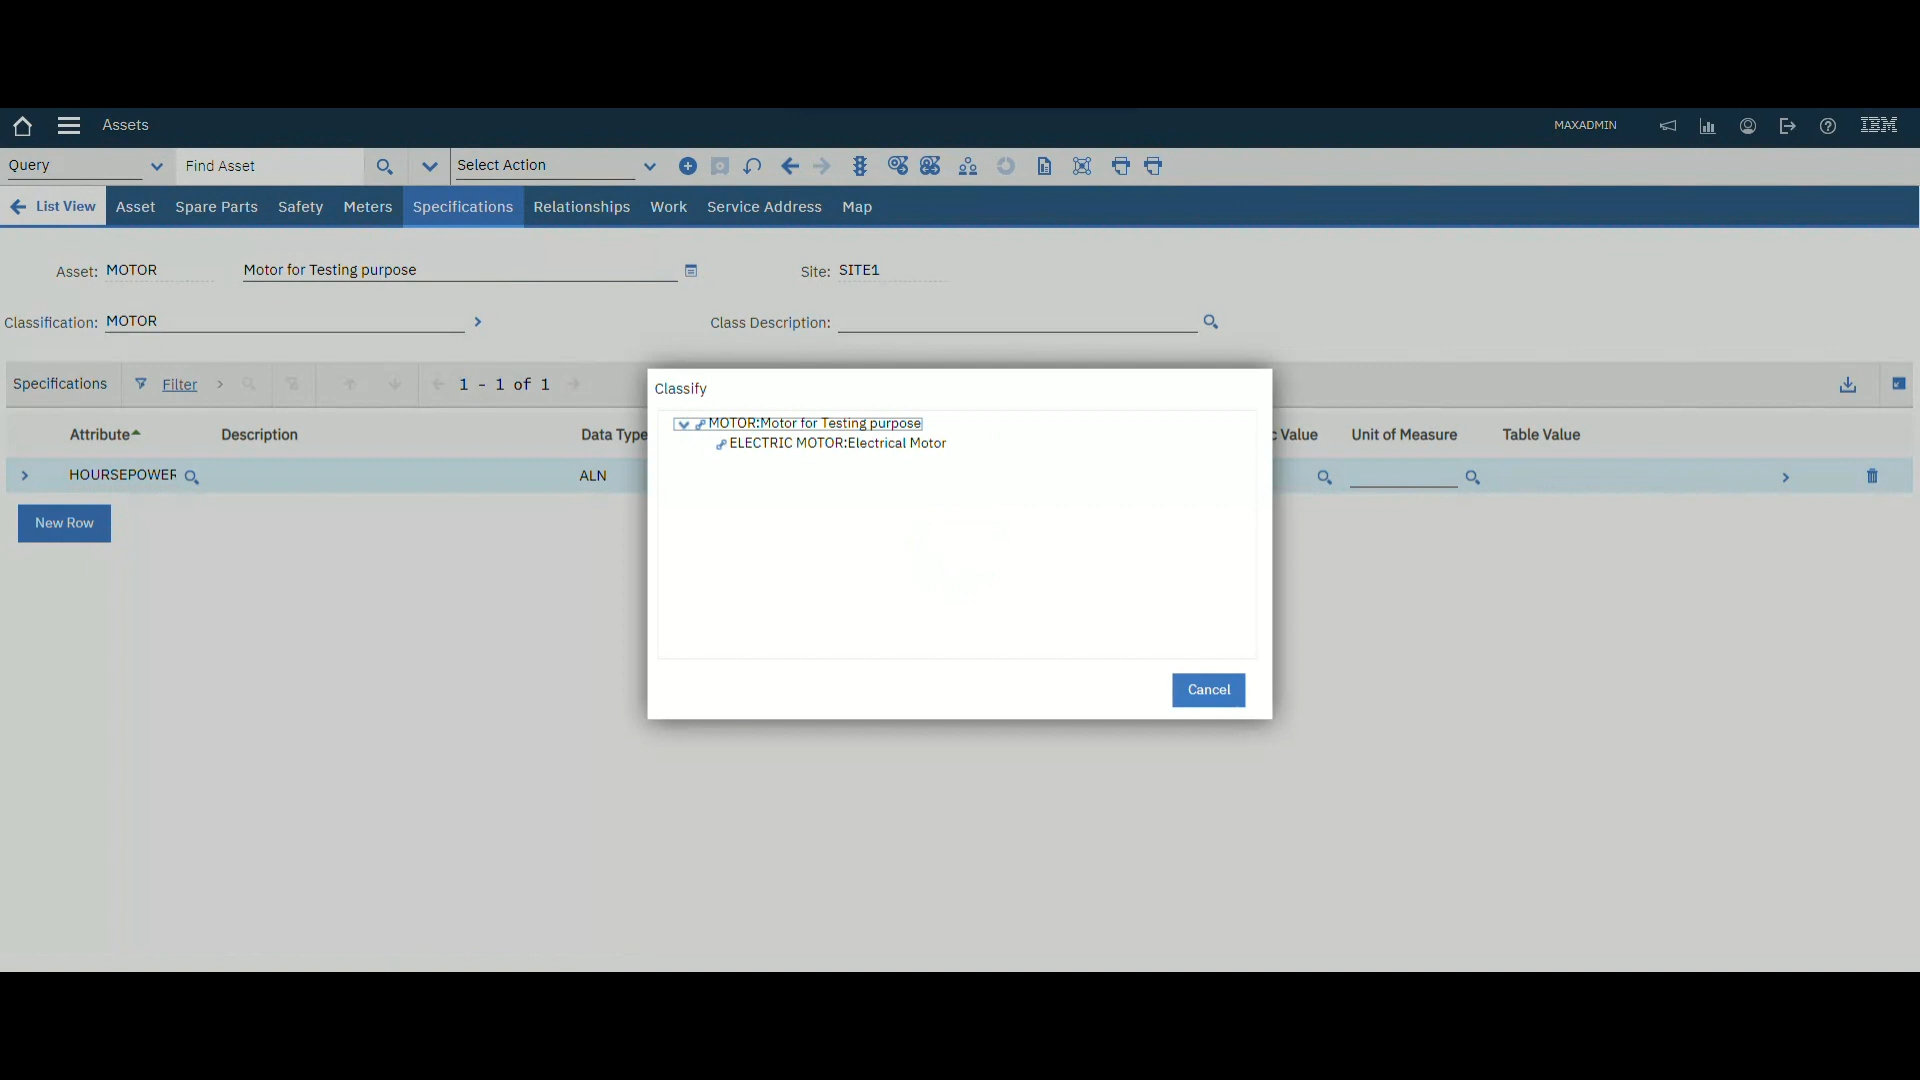 Assets
MAXADMIN
IBM
Query
Find Asset
Select Action
List View
Asset
Spare Parts
Safety
Meters
Specifications
Relationships
Work
Service Address
Map
Asset: MOTOR
Motor for Testing purpose
Site: SITE1
Classification: MOTOR
Class Description:
Specifications
Filter
1 - 1 of 1
Attribute
Description
Data Type
c Value
Unit of Measure
Table Value
HOURSEPOWER
ALN
New Row
Classify
MOTOR:Motor for Testing purpose
ELECTRIC MOTOR:Electrical Motor
Cancel